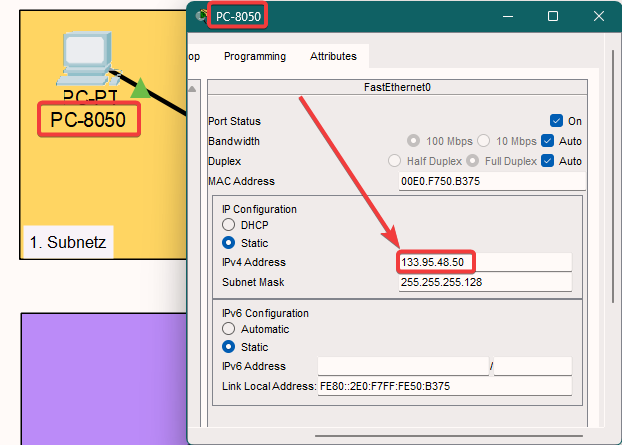 PC-PT
PC-8050
1. Subnetz
PC-8050
op Programming Attributes
FastEthernet0
Port Status On
Bandwidth 100 Mbps 10 Mbps Auto
Duplex Half Duplex Full Duplex Auto
MAC Address 00E0.F750.B375
IP Configuration
DHCP
Static
IPv4 Address 133.95.48.50
Subnet Mask 255.255.255.128
IPv6 Configuration
Automatic
Static
IPv6 Address /
Link Local Address: FE80::2E0:F7FF:FE50:B375